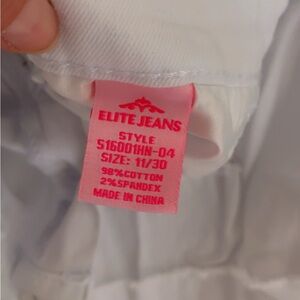 ELITE JEANS
STYLE
S16001HN-04
SIZE: 11/30
98%COTTON
2%SPANDEX
MADE IN CHINA